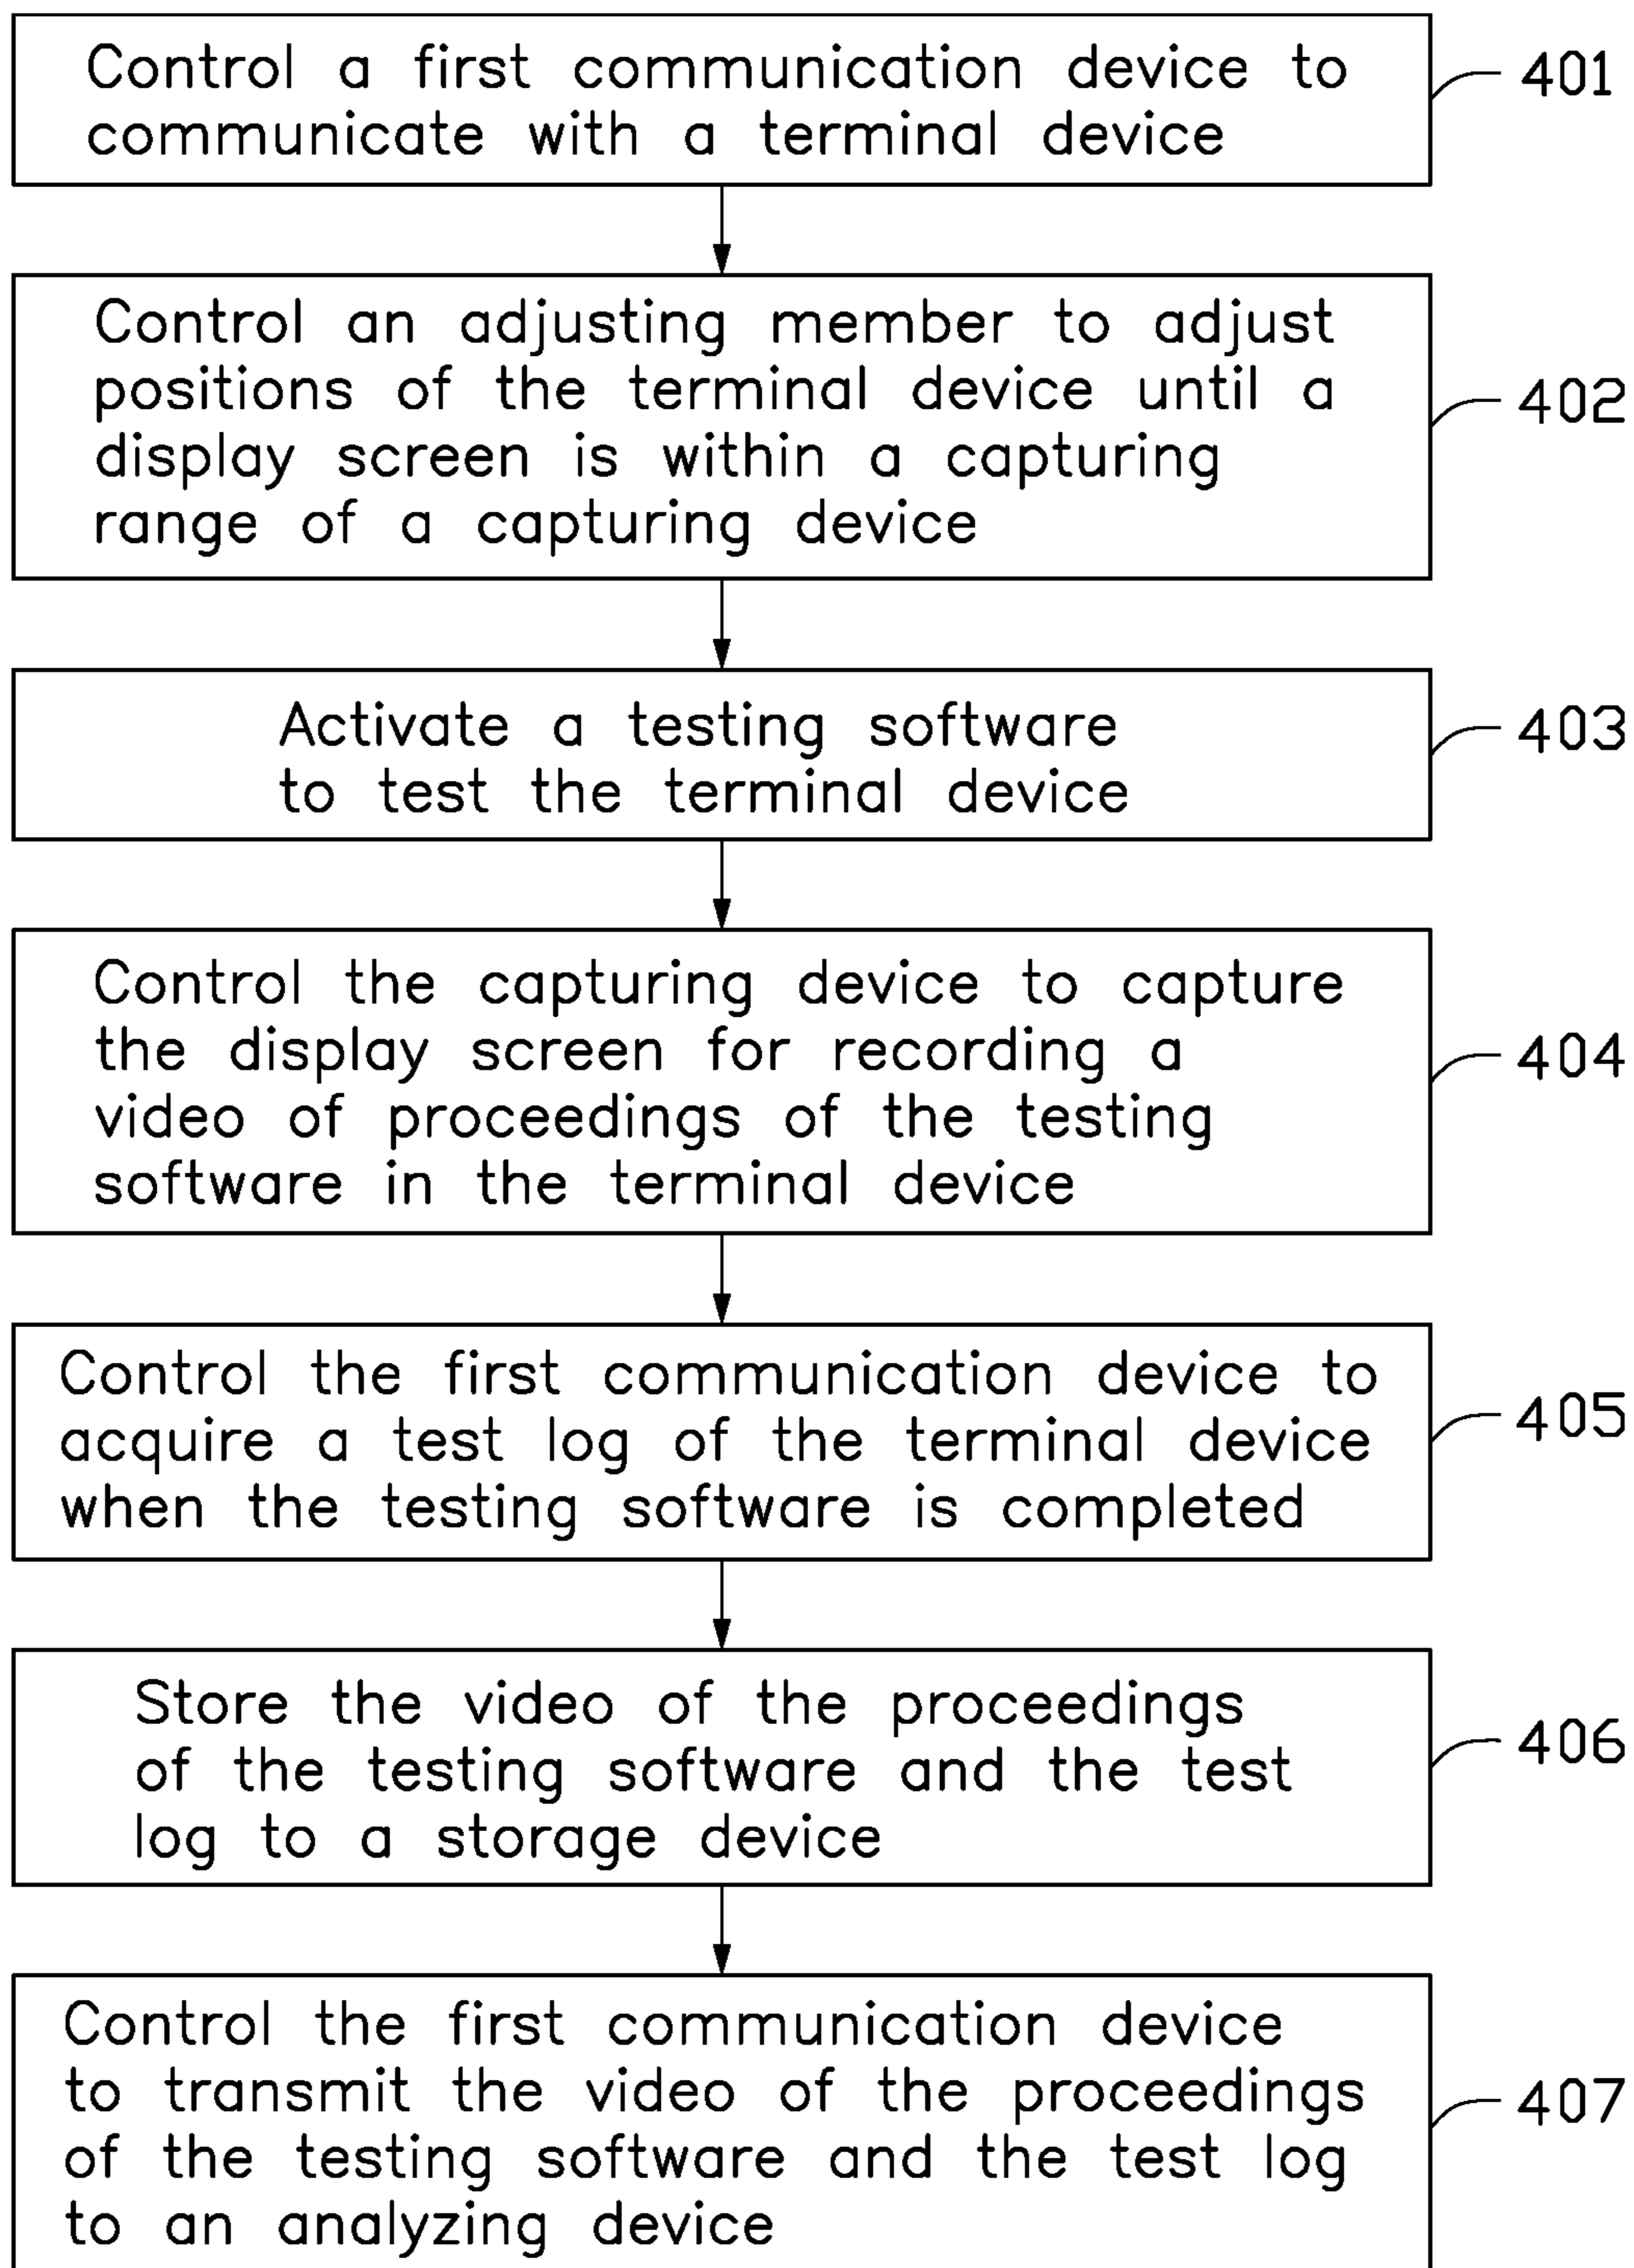 Control a first communication device to
communicate with a terminal device
401
Control an adjusting member to adjust
positions of the terminal device until a
display screen is within a capturing
range of a capturing device
402
Activate a testing software
to test the terminal device
403
Control the capturing device to capture
the display screen for recording a
video of proceedings of the testing
software in the terminal device
404
Control the first communication device to
acquire a test log of the terminal device
when the testing software is completed
405
Store the video of the proceedings
of the testing software and the test
log to a storage device
406
Control the first communication device
to transmit the video of the proceedings
of the testing software and the test log
to an analyzing device
407